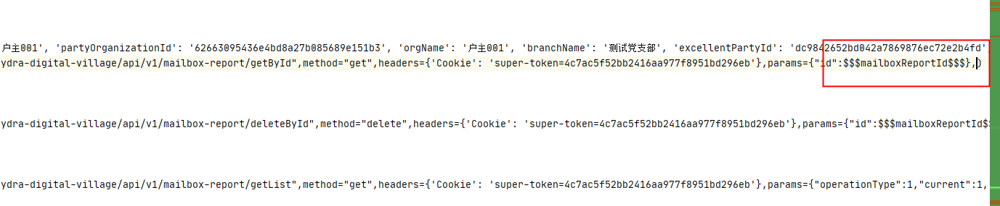 户主001', 'partyOrganizationId': '62663095436e4bd8a27b085689e151b3', 'orgName': '户主001', 'branchName': '测试党支部', 'excellentPartyId': 'dc9842652bd042a7869876ec72e2b4fd',
ydra-digital-village/api/v1/mailbox-report/getById",method="get",headers={'Cookie': 'super-token=4c7ac5f52bb2416aa977f8951bd296eb'},params={"id":$$$mailboxReportId$$$},)
ydra-digital-village/api/v1/mailbox-report/deleteById",method="delete",headers={'Cookie': 'super-token=4c7ac5f52bb2416aa977f8951bd296eb'},params={"id":$$$mailboxReportId$
ydra-digital-village/api/v1/mailbox-report/getList",method="get",headers={'Cookie': 'super-token=4c7ac5f52bb2416aa977f8951bd296eb'},params={"operationType":1,"current":1,